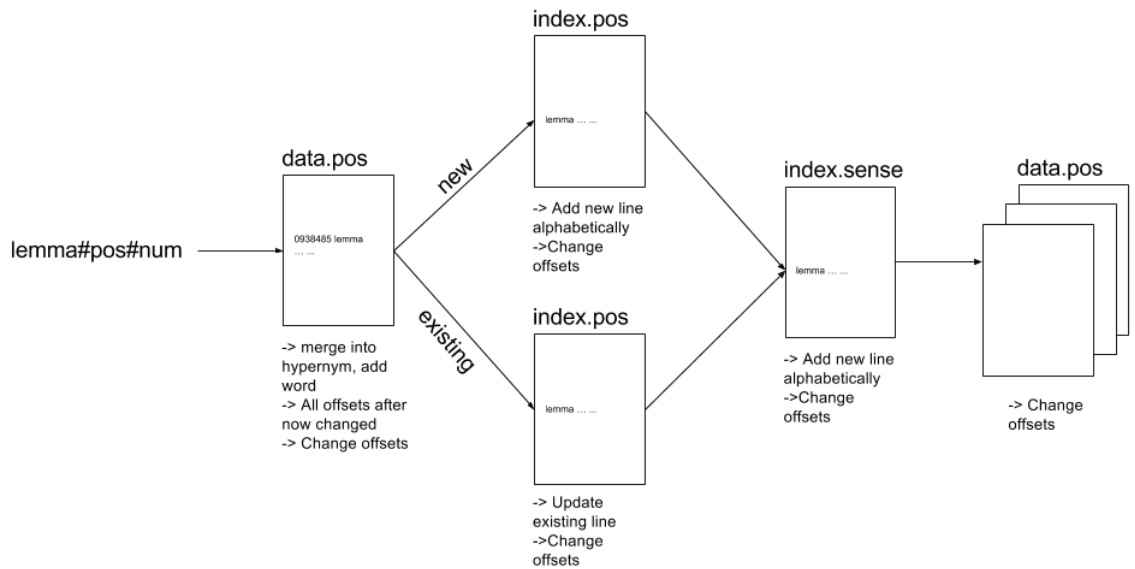 lemma#pos#num
data.pos
0938485 lemma
... ...
-> merge into
hypernym, add
word
-> All offsets after
now changed
-> Change offsets
new
existing
index.pos
lemma ... ...
-> Add new line
alphabetically
->Change
offsets
index.pos
lemma ... ...
-> Update
existing line
->Change
offsets
index.sense
lemma ... ...
-> Add new line
alphabetically
->Change
offsets
data.pos
-> Change
offsets